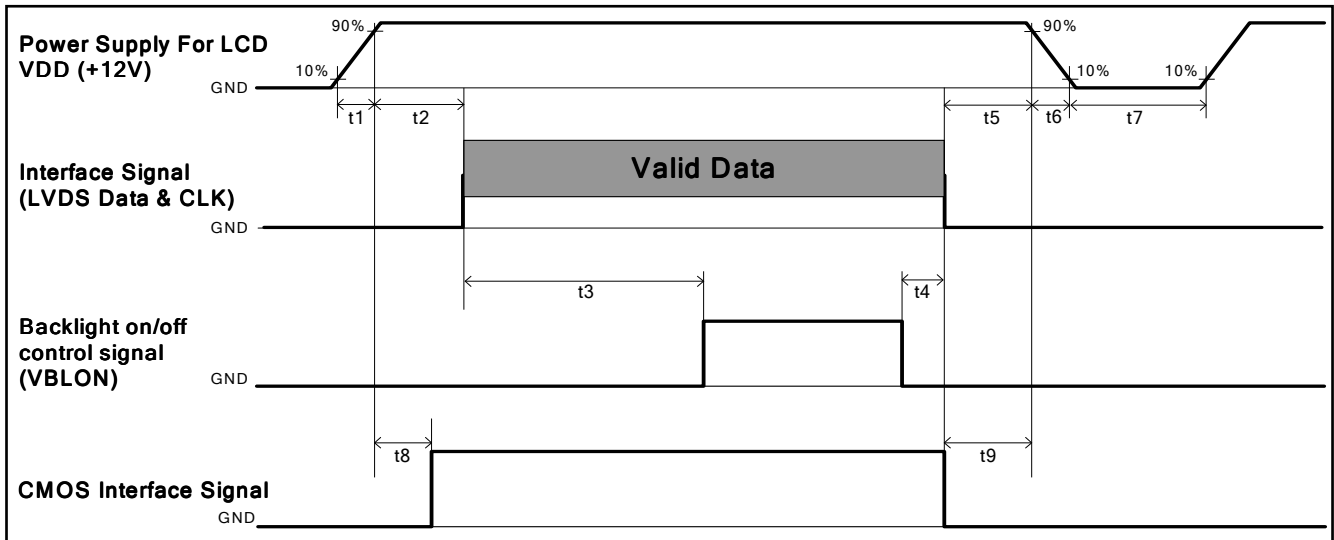 90%
90%
Power Supply For LCD
VDD (+12V)
10%
10%
10%
GND
t1
t2
t5
t6
t7
Valid Data
Interface Signal
(LVDS Data & CLK)
GND
t3
t4
Backlight on/off
control signal
(VBLON)
GND
t8
t9
CMOS Interface Signal
GND